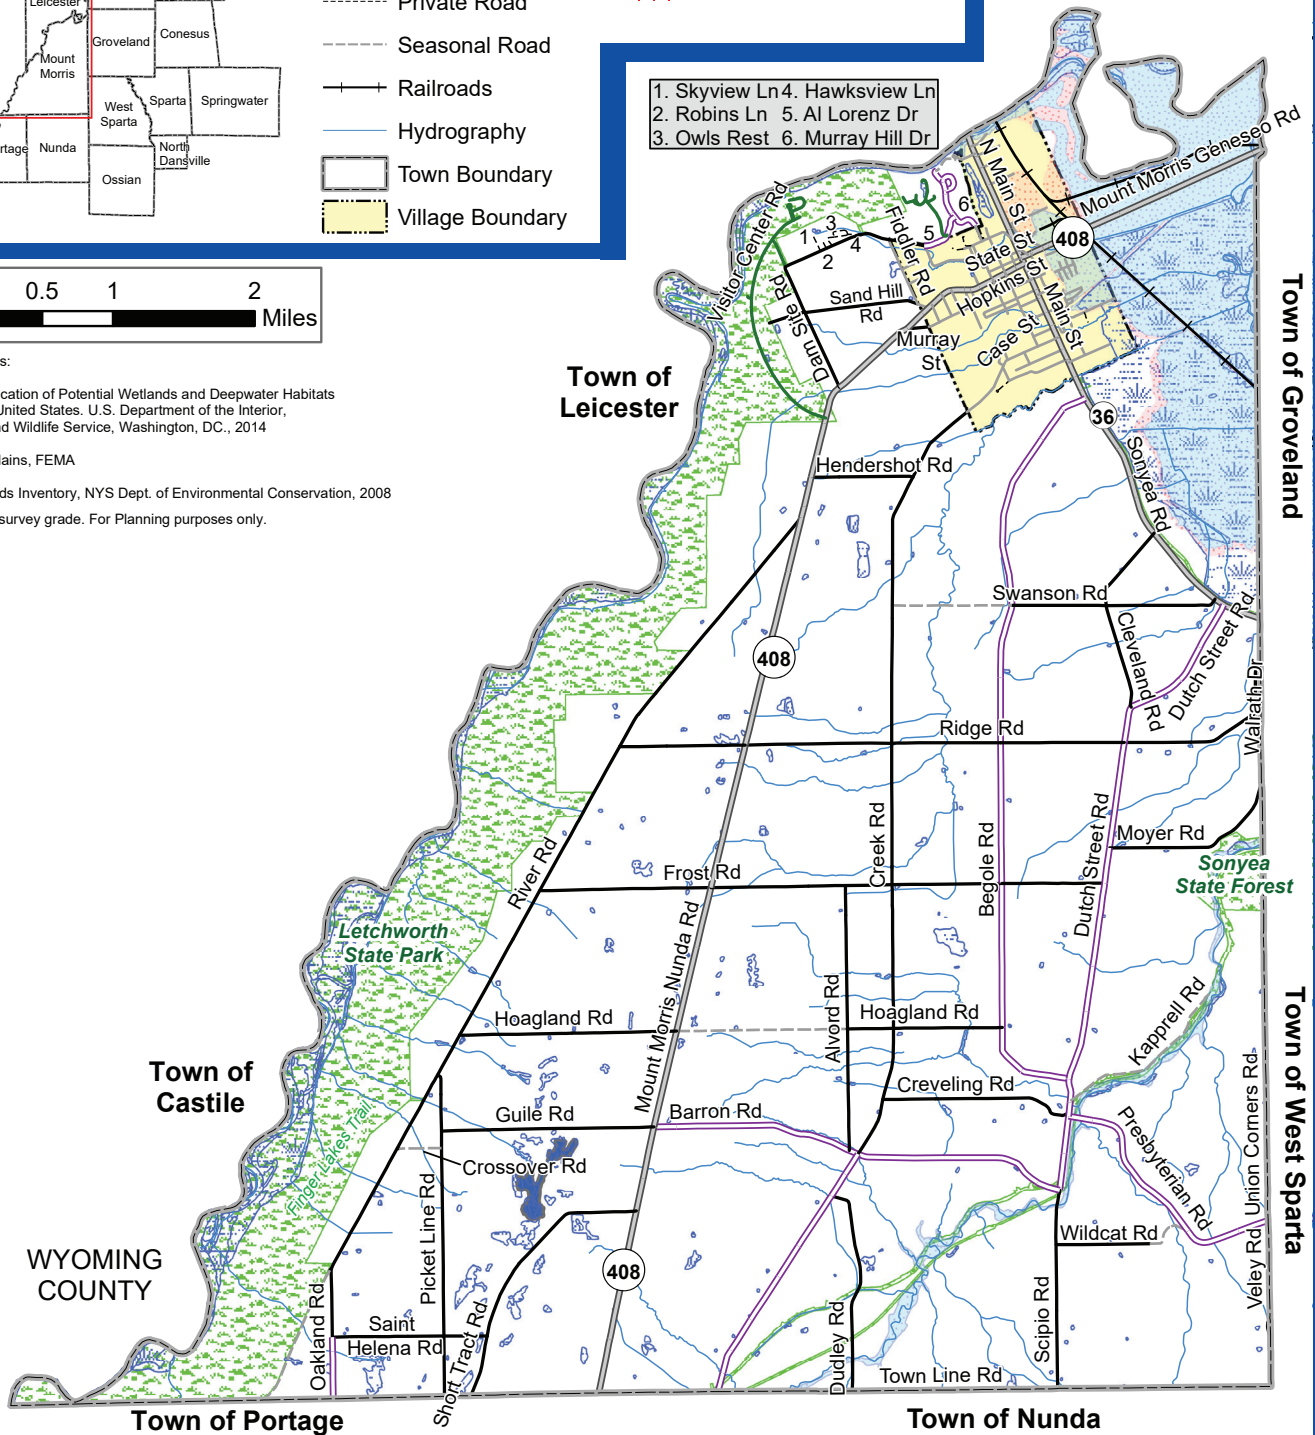 Leicester
Mount
Morris
Groveland
Conesus
West
Sparta
Sparta
Springwater
Nunda
North
Dansville
Ossian
Private Road
Seasonal Road
Railroads
Hydrography
Town Boundary
Village Boundary
0.5 1 2
Miles
cation of Potential Wetlands and Deepwater Habitats
United States. U.S. Department of the Interior,
d Wildlife Service, Washington, DC., 2014
lains, FEMA
ds Inventory, NYS Dept. of Environmental Conservation, 2008
survey grade. For Planning purposes only.
1. Skyview Ln 4. Hawksview Ln
2. Robins Ln 5. Al Lorenz Dr
3. Owls Rest 6. Murray Hill Dr
Mount Morris Geneseo Rd
N Main St
6
5
State St
408
Visitor Center Rd
1
3
4
2
Fiddler Rd
Hopkins St
Main St
Sand Hill
Rd
Dam Site Rd
Murray
St
Case St
Town of Groveland
Town of
Leicester
36
Sonyea Rd
Hendershot Rd
Swanson Rd
Cleveland Rd
Dutch Street Rd
Walrath Dr
408
Ridge Rd
Creek Rd
Begole Rd
Dutch Street Rd
Moyer Rd
Sonyea
State Forest
River Rd
Frost Rd
Letchworth
State Park
Mount Morris Nunda Rd
Hoagland Rd
Alvord Rd
Hoagland Rd
Kapprell Rd
Town of West Sparta
Town of
Castile
Creveling Rd
Guile Rd
Barron Rd
Presbyterian Rd
Union Corners Rd
Finger Lakes Trail
Crossover Rd
Picket Line Rd
Wildcat Rd
Veley Rd
WYOMING
COUNTY
408
Oakland Rd
Saint
Helena Rd
Short Tract Rd
Dudley Rd
Scipio Rd
Town Line Rd
Town of Portage
Town of Nunda